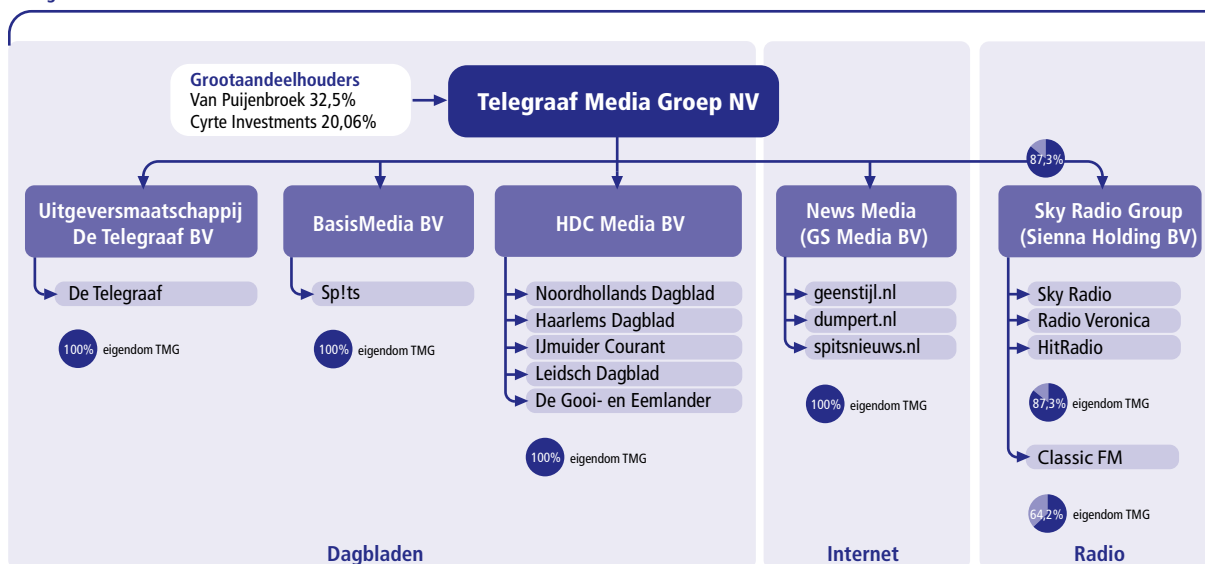 Grootaandeelhouders
Van Puijenbroek 32,5%
Cyrte Investments 20,06%
Telegraaf Media Groep NV
87,3%
Uitgeversmaatschappij
De Telegraaf BV
De Telegraaf
100% eigendom TMG
BasisMedia BV
Sp!ts
100% eigendom TMG
HDC Media BV
Noordhollands Dagblad
Haarlems Dagblad
IJmuider Courant
Leidsch Dagblad
De Gooi- en Eemlander
100% eigendom TMG
News Media
(GS Media BV)
geenstijl.nl
dumpert.nl
spitsnieuws.nl
100% eigendom TMG
Sky Radio Group
(Sienna Holding BV)
Sky Radio
Radio Veronica
HitRadio
87,3% eigendom TMG
Classic FM
64,2% eigendom TMG
Dagbladen
Internet
Radio